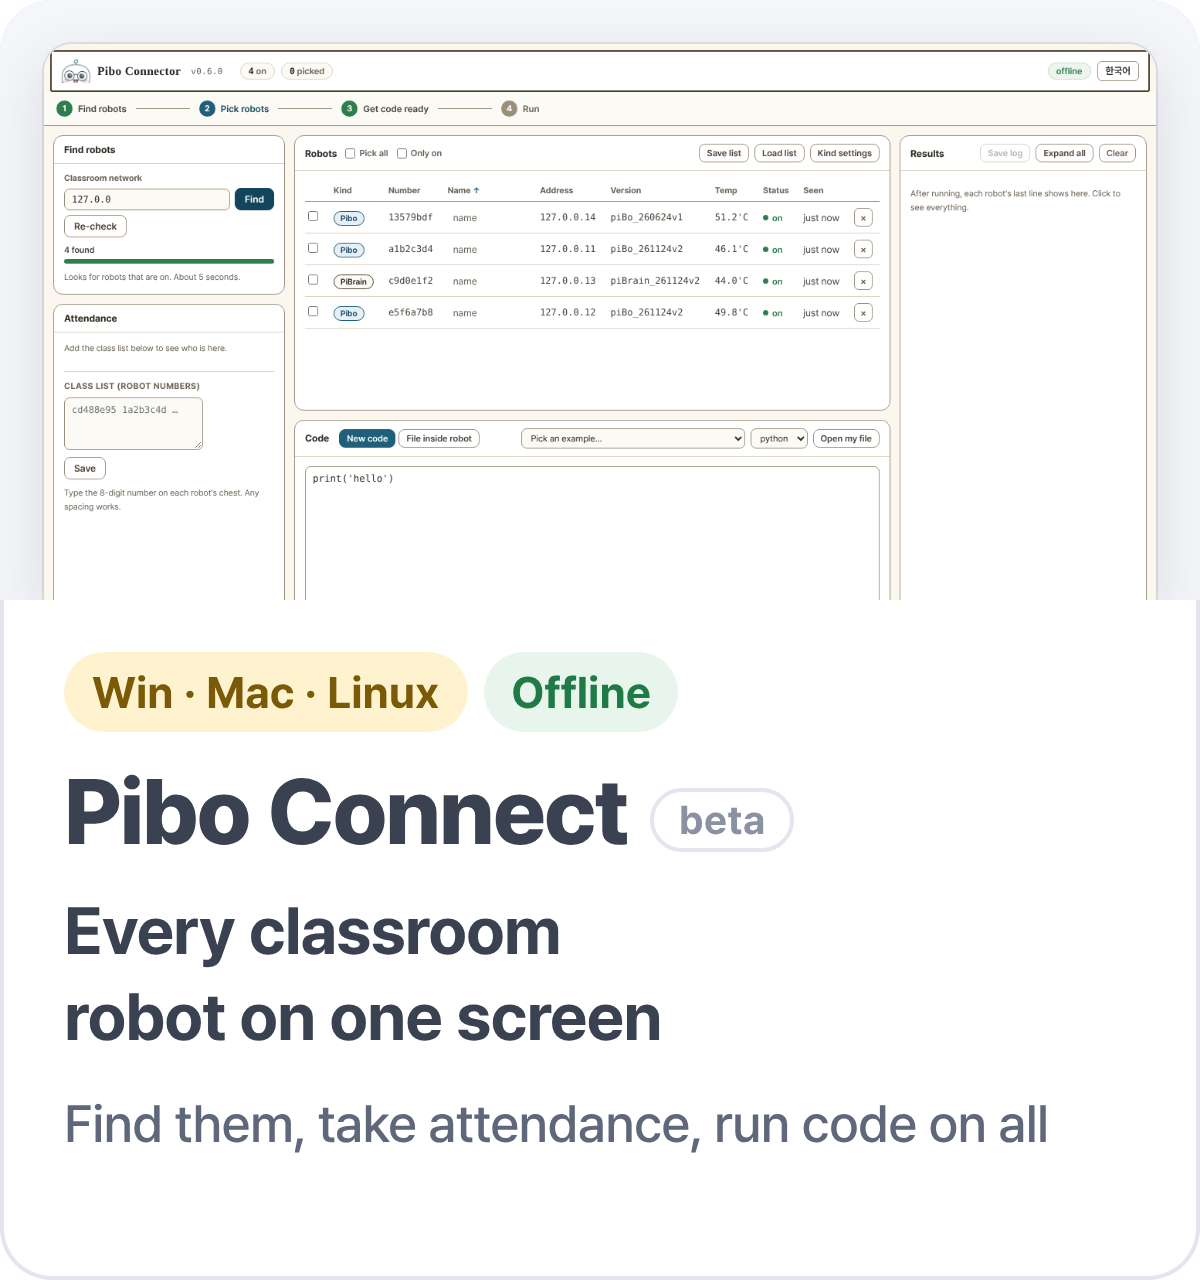 Pibo Connector v0.6.0 4 on 0 picked offline 한국어
1 Find robots 2 Pick robots 3 Get code ready 4 Run
Find robots
Classroom network
127.0.0 Find
Re-check
4 found
Looks for robots that are on. About 5 seconds.
Attendance
Add the class list below to see who is here.
CLASS LIST (ROBOT NUMBERS)
cd488e95 1a2b3c4d …
Save
Type the 8-digit number on each robot's chest. Any
spacing works.
Robots Pick all Only on Save list Load list Kind settings
Kind Number Name ↑ Address Version Temp Status Seen
Pibo 13579bdf name 127.0.0.14 piBo_260624v1 51.2'C on just now ×
Pibo a1b2c3d4 name 127.0.0.11 piBo_261124v2 46.1'C on just now ×
PiBrain c9d0e1f2 name 127.0.0.13 piBrain_261124v2 44.0'C on just now ×
Pibo e5f6a7b8 name 127.0.0.12 piBo_261124v2 49.8'C on just now ×
Code New code File inside robot Pick an example... python Open my file
print('hello')
Results Save log Expand all Clear
After running, each robot's last line shows here. Click to
see everything.
Win · Mac · Linux Offline
Pibo Connect beta
Every classroom
robot on one screen
Find them, take attendance, run code on all